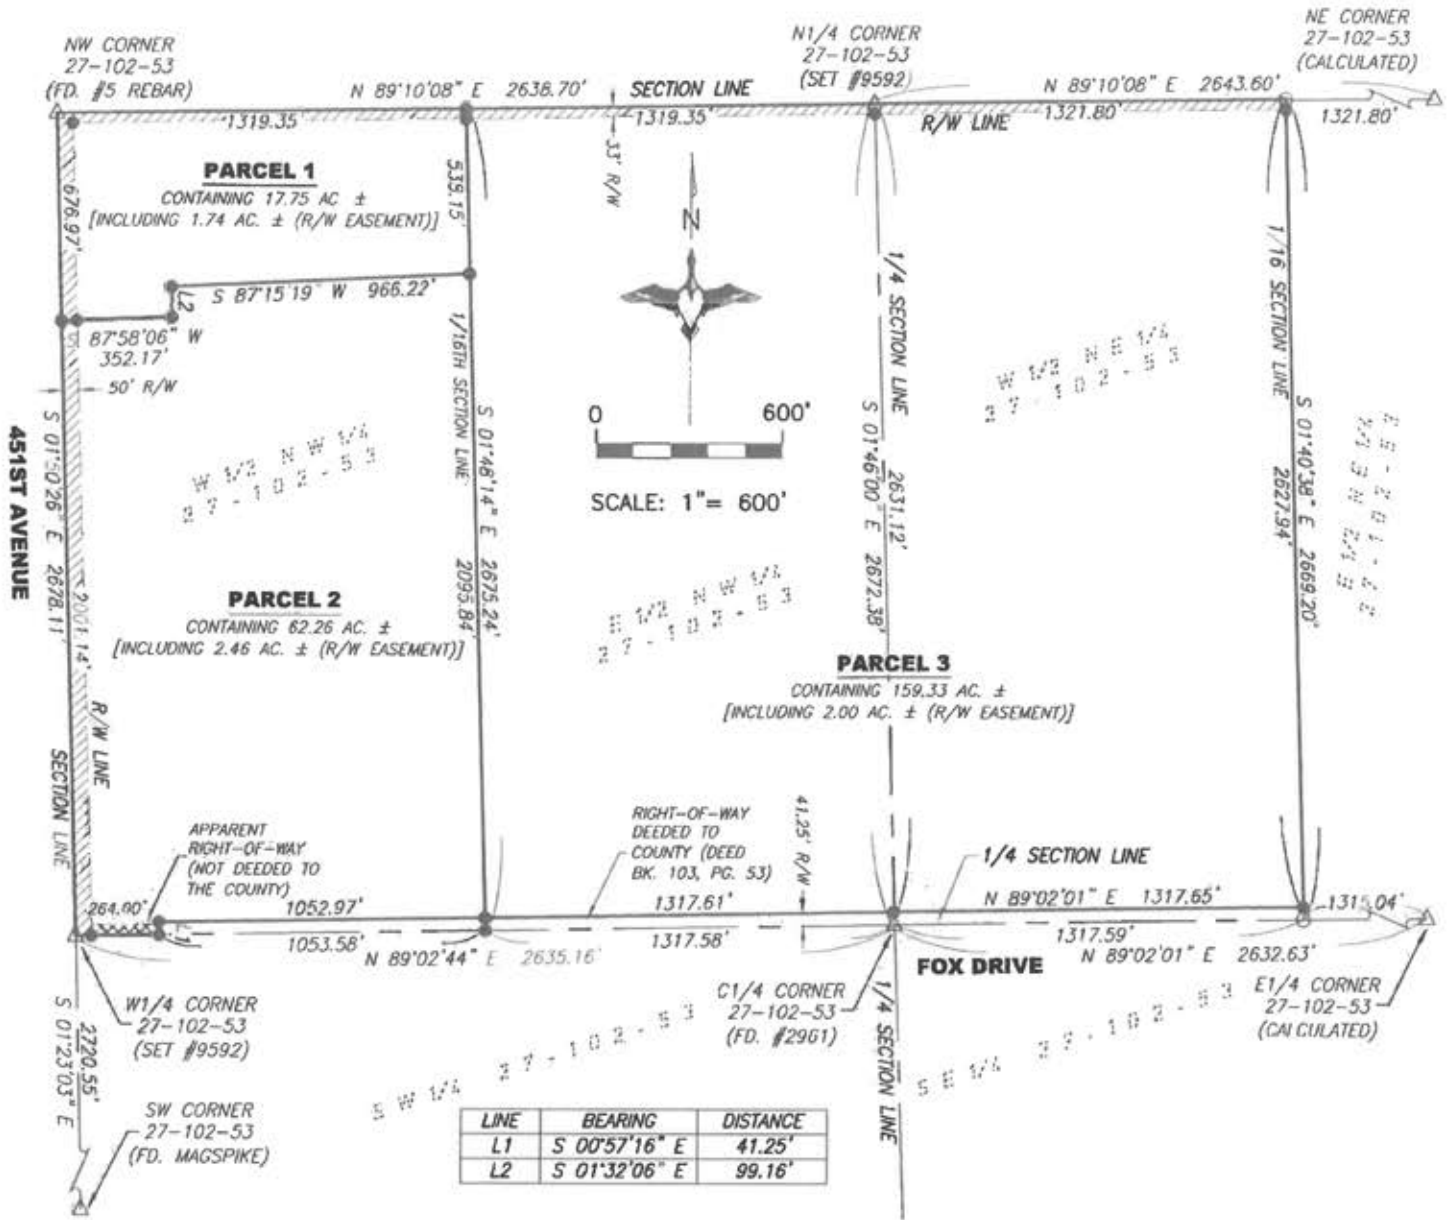 NW CORNER
27-102-53
(FD. #5 REBAR)
N1/4 CORNER
27-102-53
(SET #9592)
NE CORNER
27-102-53
(CALCULATED)
N 89°10'08" E 2638.70'
SECTION LINE
N 89°10'08" E 2643.60'
1319.35'
1319.35'
R/W LINE
1321.80'
1321.80'
33' R/W
PARCEL 1
CONTAINING 17.75 AC ±
[INCLUDING 1.74 AC. ± (R/W EASEMENT)]
676.97'
539.15'
N
L2
S 87°15'19" W 966.22'
S 87°58'06" W
352.17'
50' R/W
451ST AVENUE
S 01°50'26" E 2678.11'
2001.14'
R/W LINE
SECTION LINE
W 1/2 NW 1/4
27-102-53
1/16TH SECTION LINE
S 01°48'14" E 2675.24'
2095.84'
0 600'
SCALE: 1"= 600'
1/4 SECTION LINE
2631.12'
S 01°46'00" E 2672.38'
W 1/2 NE 1/4
27-102-53
1/16 SECTION LINE
2627.94'
S 01°40'38" E 2669.20'
E 1/2 NE 1/4
27-102-53
PARCEL 2
CONTAINING 62.26 AC. ±
[INCLUDING 2.46 AC. ± (R/W EASEMENT)]
E 1/2 NW 1/4
27-102-53
PARCEL 3
CONTAINING 159.33 AC. ±
[INCLUDING 2.00 AC. ± (R/W EASEMENT)]
APPARENT
RIGHT-OF-WAY
(NOT DEEDED TO
THE COUNTY)
RIGHT-OF-WAY
DEEDED TO
COUNTY (DEED
BK. 103, PG. 53)
41.25' R/W
1/4 SECTION LINE
264.00'
L1
1052.97'
1317.61'
N 89°02'01" E 1317.65'
1315.04'
1053.58'
1317.58'
1317.59'
N 89°02'44" E 2635.16'
FOX DRIVE
N 89°02'01" E 2632.63'
W1/4 CORNER
27-102-53
(SET #9592)
C1/4 CORNER
27-102-53
(FD. #2961)
E1/4 CORNER
27-102-53
(CALCULATED)
2720.55'
S 01°23'03" E
SW 1/4 27-102-53
1/4 SECTION LINE
SE 1/4 27-102-53
SW CORNER
27-102-53
(FD. MAGSPIKE)
LINE BEARING DISTANCE
L1 S 00°57'16" E 41.25'
L2 S 01°32'06" E 99.16'